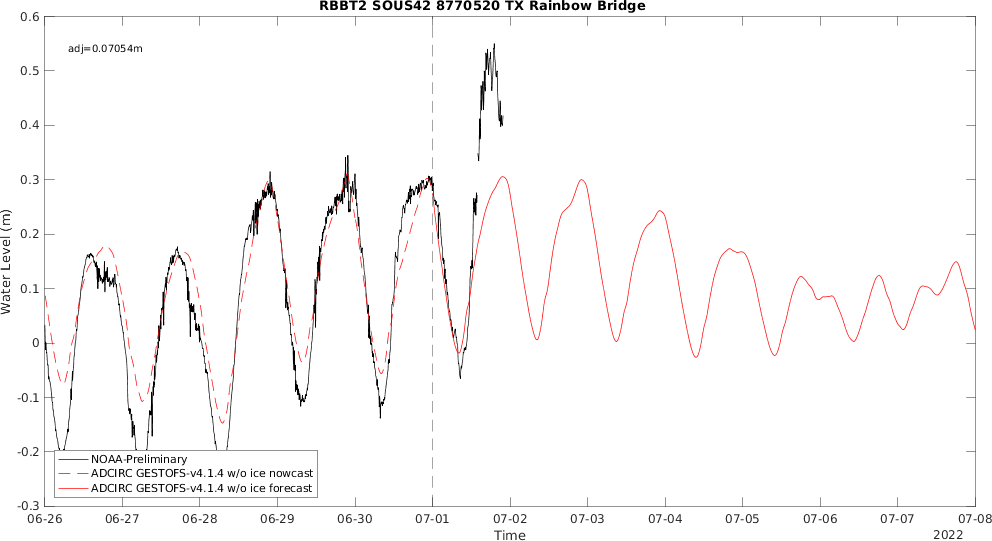 RBBT2 SOUS42 8770520 TX Rainbow Bridge
0.6
adj=0.07054m
0.5
0.4
0.3
0.2
0.1
0
-0.1
-0.2
-0.3
Water Level (m)
NOAA-Preliminary
ADCIRC GESTOFS-v4.1.4 w/o ice nowcast
ADCIRC GESTOFS-v4.1.4 w/o ice forecast
06-26 06-27 06-28 06-29 06-30 07-01 07-02 07-03 07-04 07-05 07-06 07-07 07-08
Time
2022